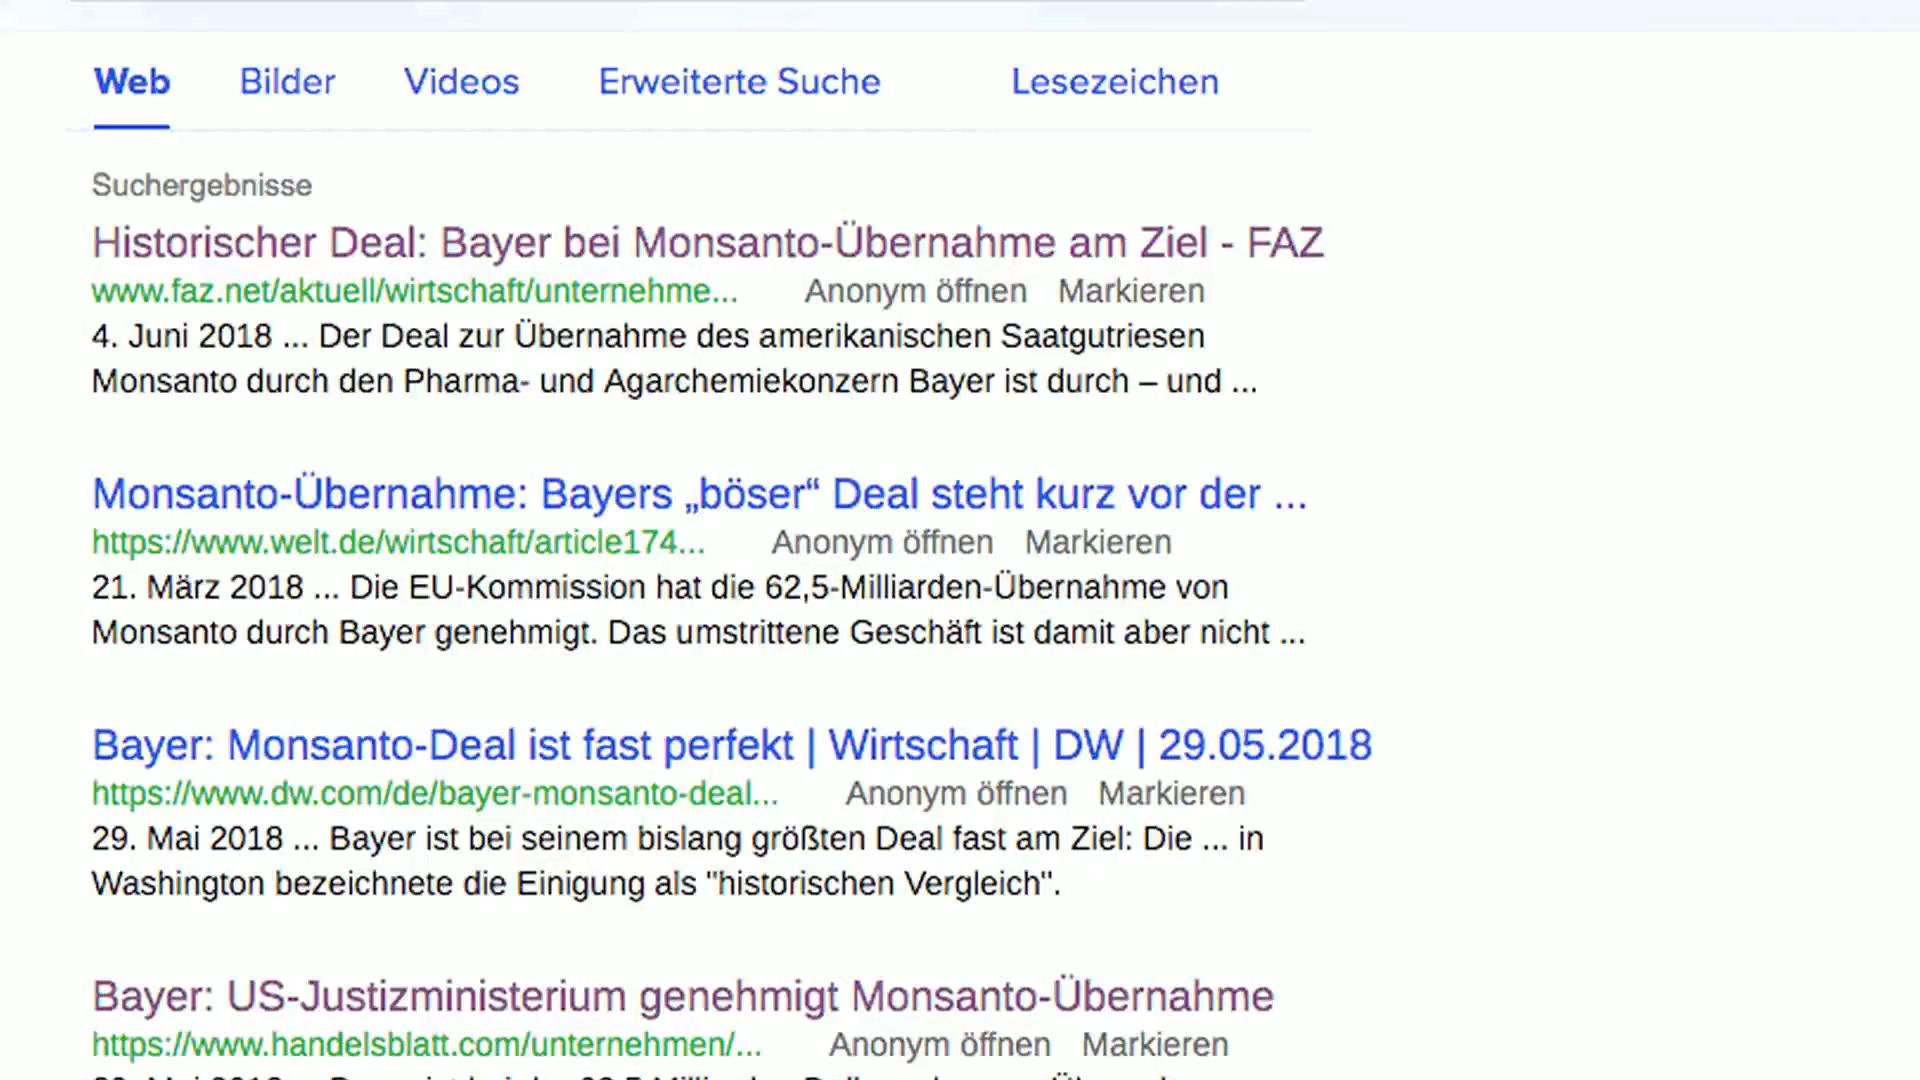 Web Bilder Videos Erweiterte Suche Lesezeichen
Suchergebnisse
Historischer Deal: Bayer bei Monsanto-Übernahme am Ziel - FAZ
www.faz.net/aktuell/wirtschaft/unternehme... Anonym öffnen Markieren
4. Juni 2018 ... Der Deal zur Übernahme des amerikanischen Saatgutriesen
Monsanto durch den Pharma- und Agarchemiekonzern Bayer ist durch – und ...
Monsanto-Übernahme: Bayers „böser“ Deal steht kurz vor der ...
https://www.welt.de/wirtschaft/article174... Anonym öffnen Markieren
21. März 2018 ... Die EU-Kommission hat die 62,5-Milliarden-Übernahme von
Monsanto durch Bayer genehmigt. Das umstrittene Geschäft ist damit aber nicht ...
Bayer: Monsanto-Deal ist fast perfekt | Wirtschaft | DW | 29.05.2018
https://www.dw.com/de/bayer-monsanto-deal... Anonym öffnen Markieren
29. Mai 2018 ... Bayer ist bei seinem bislang größten Deal fast am Ziel: Die ... in
Washington bezeichnete die Einigung als "historischen Vergleich".
Bayer: US-Justizministerium genehmigt Monsanto-Übernahme
https://www.handelsblatt.com/unternehmen/... Anonym öffnen Markieren